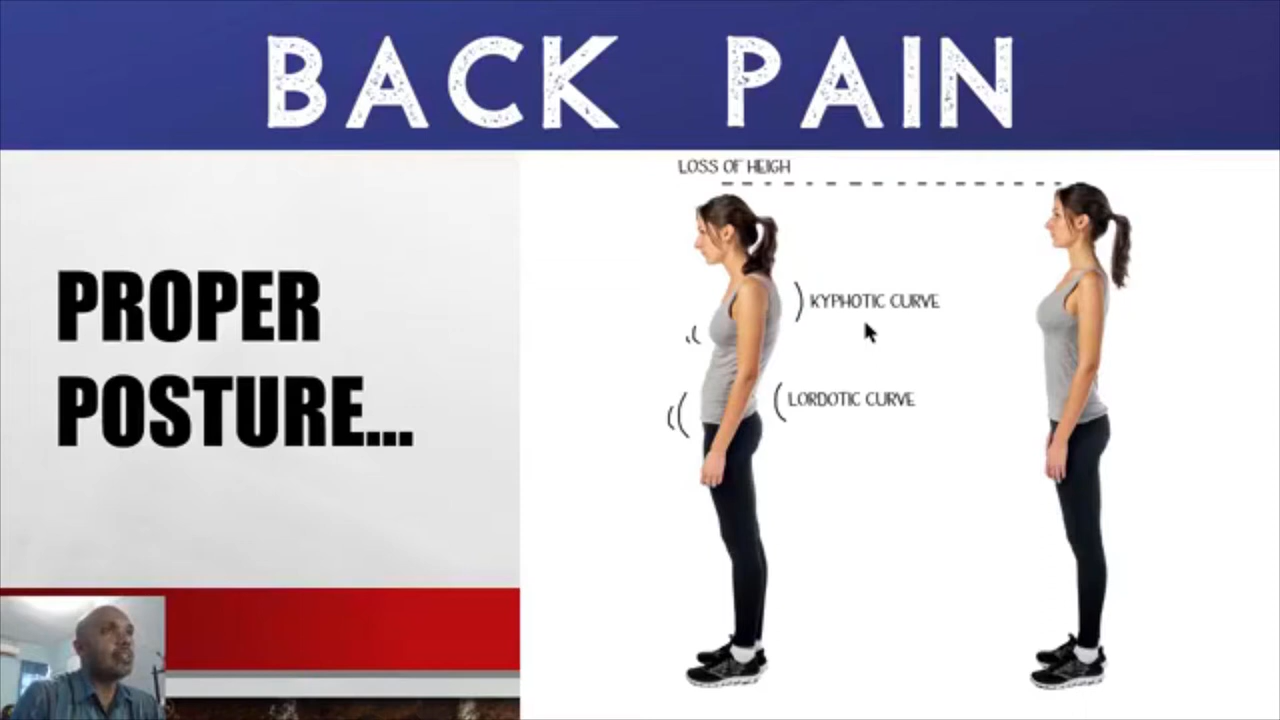 BACK PAIN
PROPER
POSTURE...
LOSS OF HEIGH
KYPHOTIC CURVE
LORDOTIC CURVE